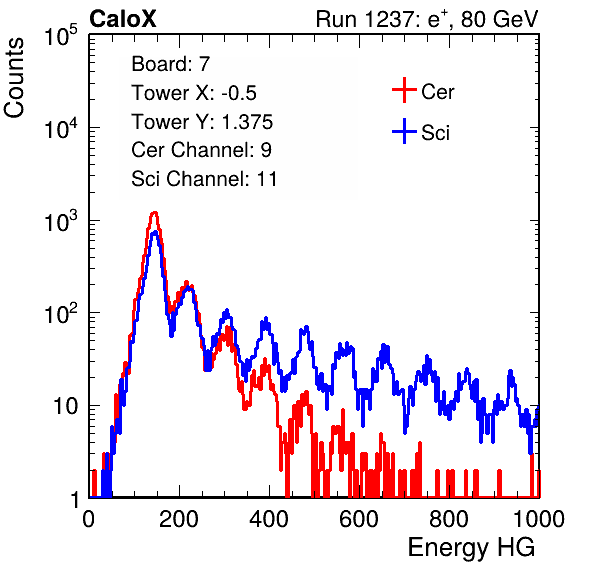 CaloX Run 1237: e⁺, 80 GeV
Counts
Board: 7
Tower X: -0.5
Tower Y: 1.375
Cer Channel: 9
Sci Channel: 11
Cer
Sci
10⁵
10⁴
10³
10²
10
1
0 200 400 600 800 1000
Energy HG